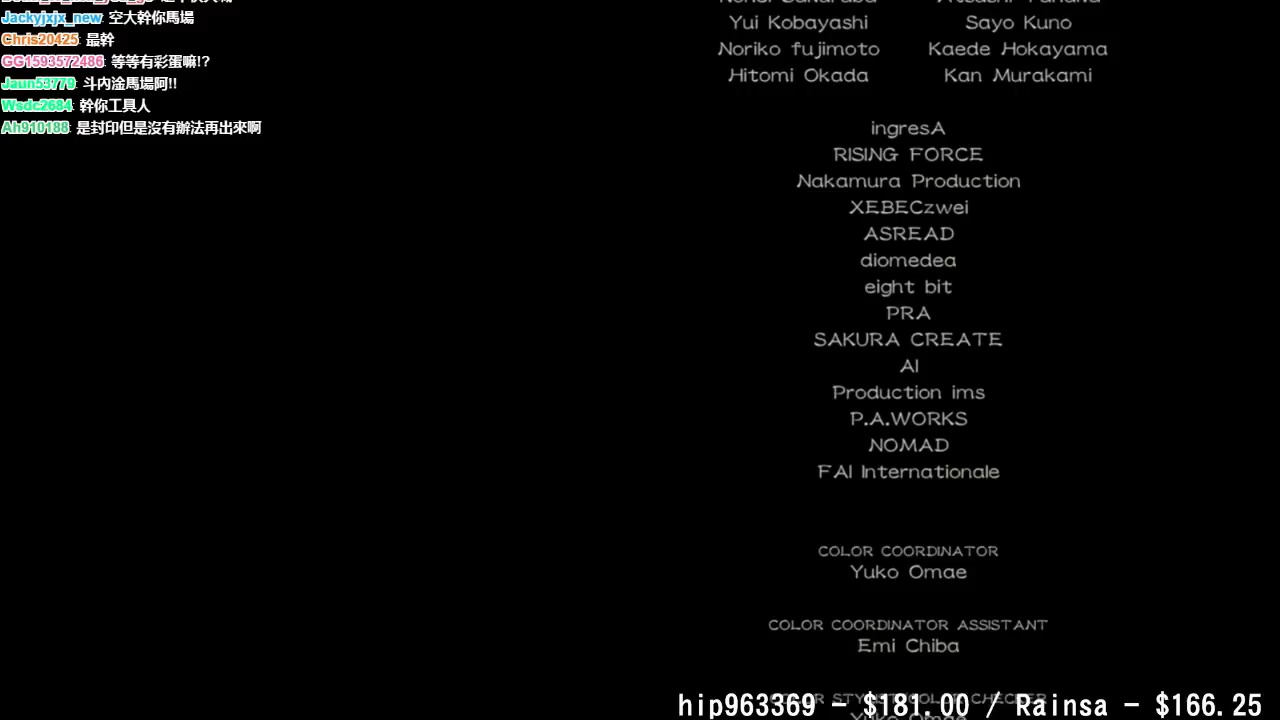 Jackyjxjx_new: 空大幹你馬場
Chris20425: 最幹
GG1593572486: 等等有彩蛋嘛!?
Jaun53779: 斗内淦馬場阿!!
Wsdc2684: 幹你工具人
Ah910188: 是封印但是沒有辦法再出來啊
Yui Kobayashi Sayo Kuno
Noriko fujimoto Kaede Hokayama
Hitomi Okada Kan Murakami
ingresA
RISING FORCE
Nakamura Production
XEBECzwei
ASREAD
diomedea
eight bit
PRA
SAKURA CREATE
AI
Production ims
P.A.WORKS
NOMAD
FAI Internationale
COLOR COORDINATOR
Yuko Omae
COLOR COORDINATOR ASSISTANT
Emi Chiba
hip963369 - $181.00 / Rainsa - $166.25